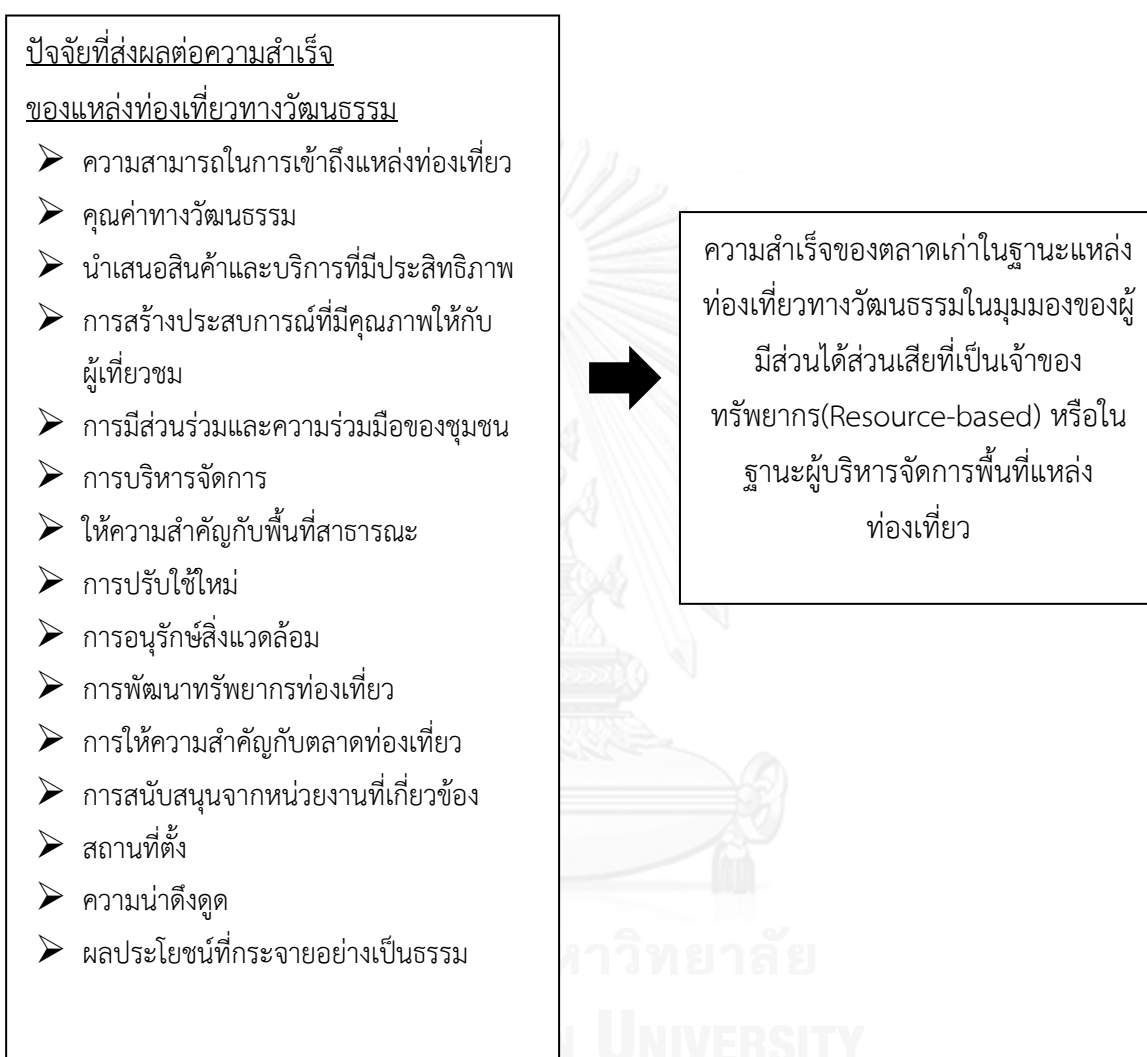 ปัจจัยที่ส่งผลต่อความสำเร็จ
ของแหล่งท่องเที่ยวทางวัฒนธรรม
➢ ความสามารถในการเข้าถึงแหล่งท่องเที่ยว
➢ คุณค่าทางวัฒนธรรม
➢ นำเสนอสินค้าและบริการที่มีประสิทธิภาพ
➢ การสร้างประสบการณ์ที่มีคุณภาพให้กับ
ผู้เที่ยวชม
➢ การมีส่วนร่วมและความร่วมมือของชุมชน
➢ การบริหารจัดการ
➢ ให้ความสำคัญกับพื้นที่สาธารณะ
➢ การปรับใช้ใหม่
➢ การอนุรักษ์สิ่งแวดล้อม
➢ การพัฒนาทรัพยากรท่องเที่ยว
➢ การให้ความสำคัญกับตลาดท่องเที่ยว
➢ การสนับสนุนจากหน่วยงานที่เกี่ยวข้อง
➢ สถานที่ตั้ง
➢ ความน่าดึงดูด
➢ ผลประโยชน์ที่กระจายอย่างเป็นธรรม
ความสำเร็จของตลาดเก่าในฐานะแหล่ง
ท่องเที่ยวทางวัฒนธรรมในมุมมองของผู้
มีส่วนได้ส่วนเสียที่เป็นเจ้าของ
ทรัพยากร(Resource-based) หรือใน
ฐานะผู้บริหารจัดการพื้นที่แหล่ง
ท่องเที่ยว
หาวิทยาลัย
UNIVERSITY